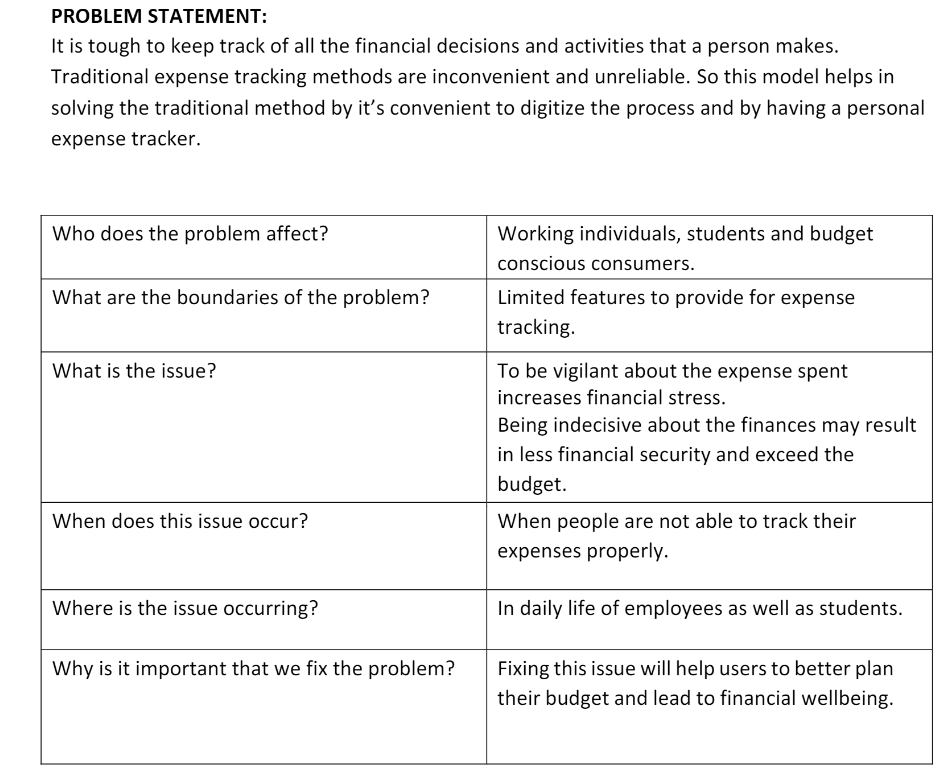 PROBLEM STATEMENT:
It is tough to keep track of all the financial decisions and activities that a person makes.
Traditional expense tracking methods are inconvenient and unreliable. So this model helps in
solving the traditional method by it’s convenient to digitize the process and by having a personal
expense tracker.
Who does the problem affect?
Working individuals, students and budget
conscious consumers.
What are the boundaries of the problem?
Limited features to provide for expense
tracking.
What is the issue?
To be vigilant about the expense spent
increases financial stress.
Being indecisive about the finances may result
in less financial security and exceed the
budget.
When does this issue occur?
When people are not able to track their
expenses properly.
Where is the issue occurring?
In daily life of employees as well as students.
Why is it important that we fix the problem?
Fixing this issue will help users to better plan
their budget and lead to financial wellbeing.